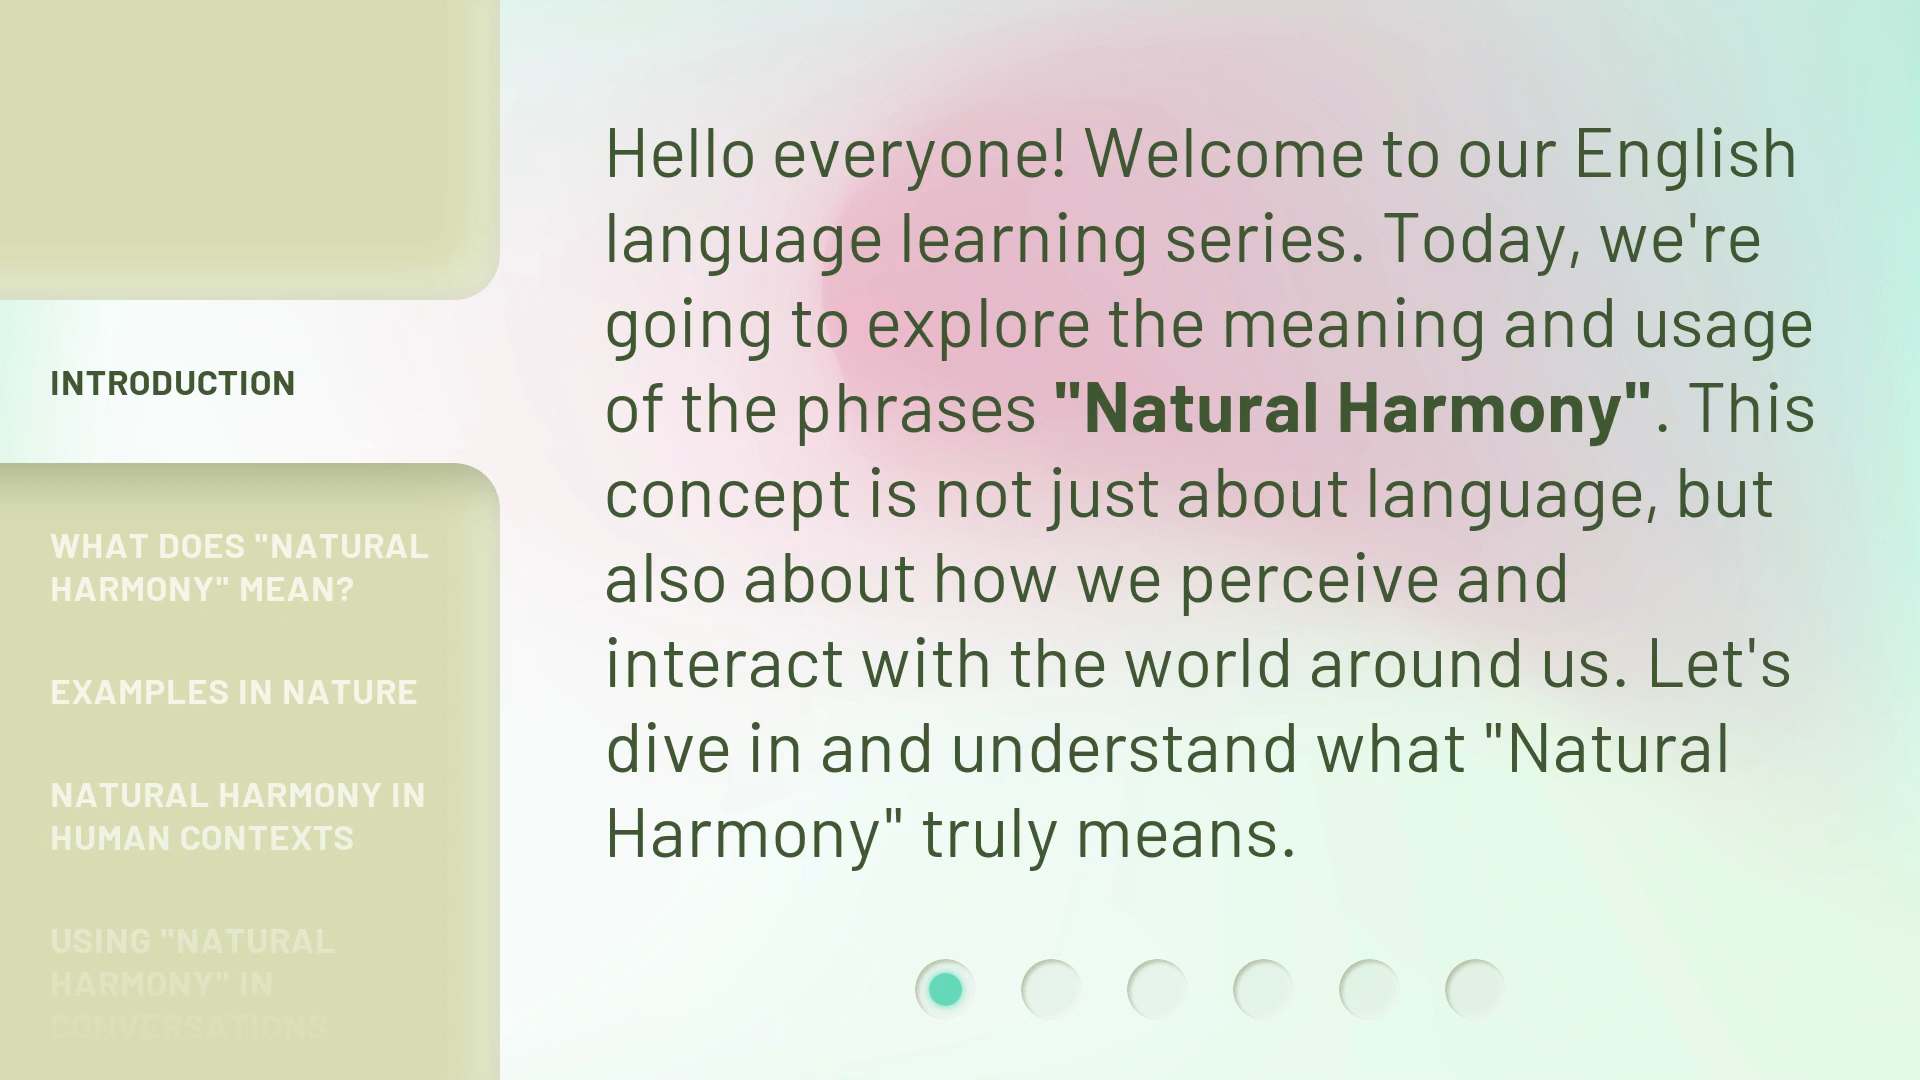 INTRODUCTION
WHAT DOES "NATURAL
HARMONY" MEAN?
EXAMPLES IN NATURE
NATURAL HARMONY IN
HUMAN CONTEXTS
USING "NATURAL
HARMONY" IN
CONVERSATIONS
Hello everyone! Welcome to our English
language learning series. Today, we're
going to explore the meaning and usage
of the phrases "Natural Harmony". This
concept is not just about language, but
also about how we perceive and
interact with the world around us. Let's
dive in and understand what "Natural
Harmony" truly means.